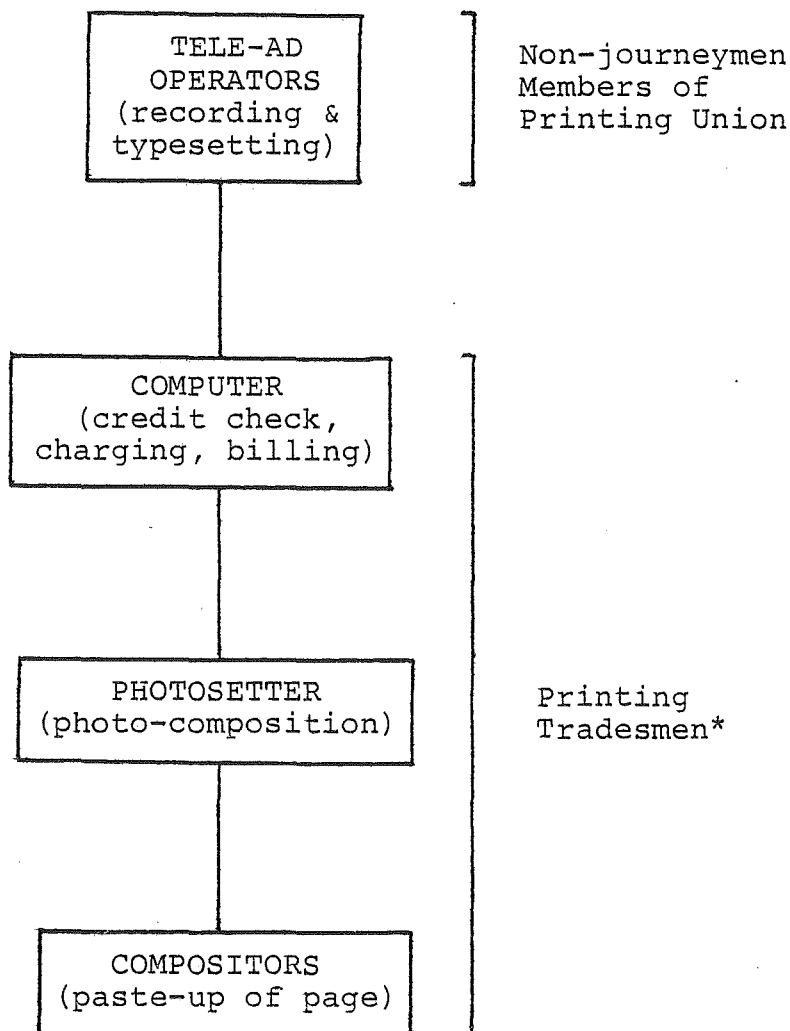 TELE-AD
OPERATORS
(recording &
typesetting)
Non-journeymen
Members of
Printing Union
COMPUTER
(credit check,
charging, billing)
PHOTOSETTER
(photo-composition)
Printing
Tradesmen*
COMPOSITORS
(paste-up of page)